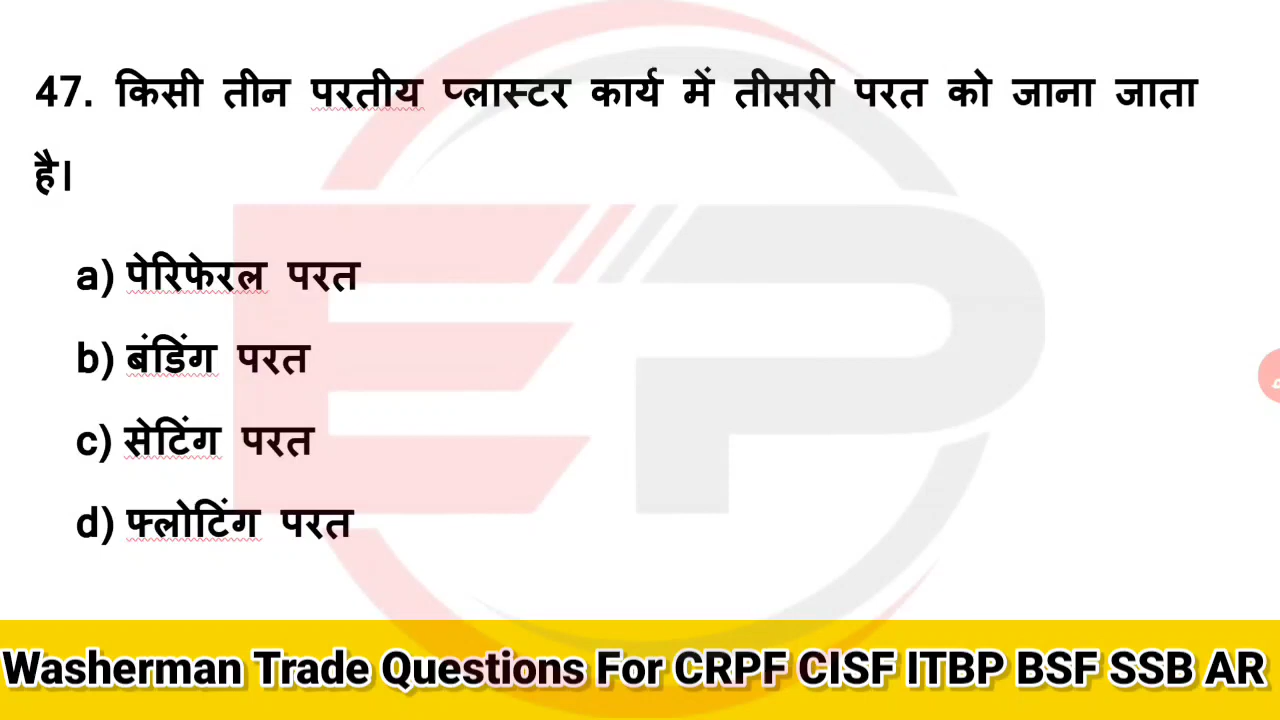 47. किसी तीन परतीय प्लास्टर कार्य में तीसरी परत को जाना जाता
है।
a) पेरिफेरल परत
b) बंडिंग परत
c) सेटिंग परत
d) फ्लोटिंग परत
Washerman Trade Questions For CRPF CISF ITBP BSF SSB AR